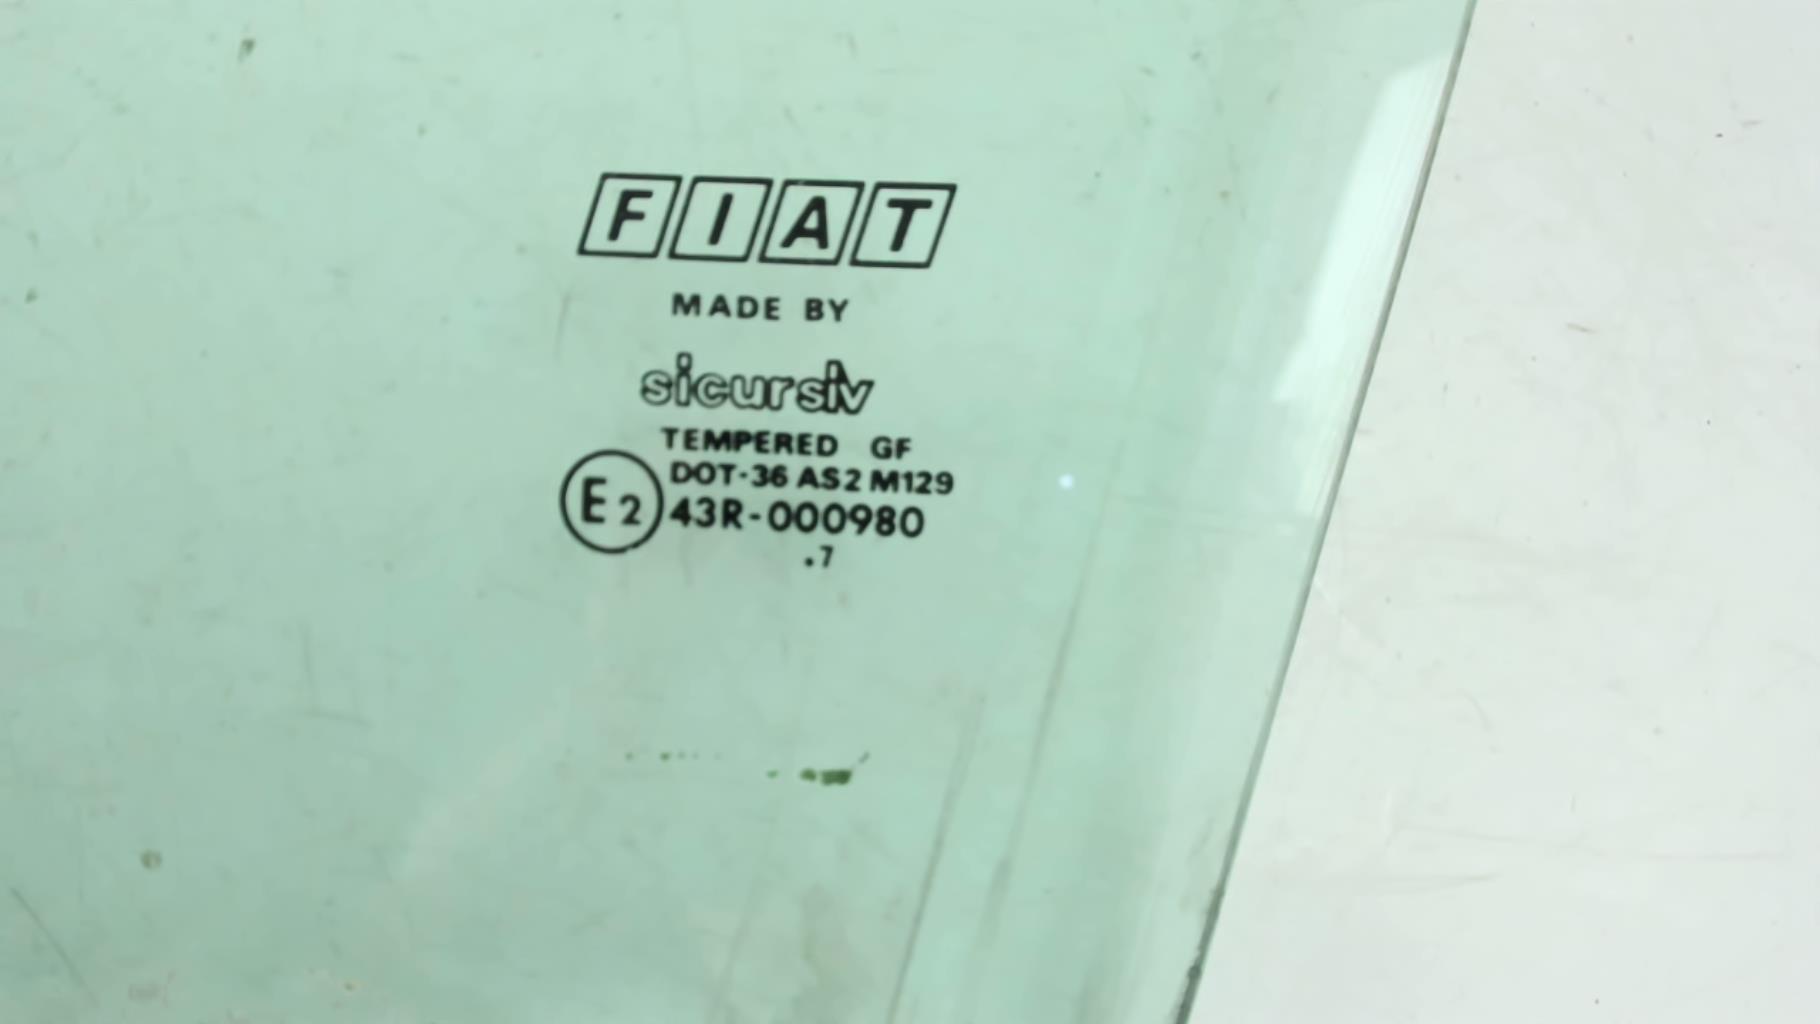 FIAT
MADE BY
sicursiv
TEMPERED GF
DOT-36 AS2 M129
E2 43R-000980
.7